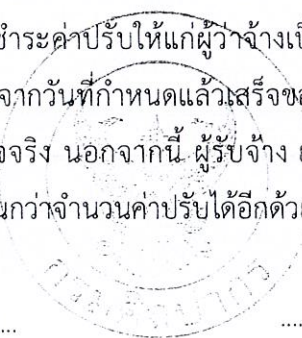 ชำระค่าปรับให้แก่ผู้ว่าจ้างเป็
จากวันที่กำหนดแล้วเสร็จขอ
จจริง นอกจากนี้ ผู้รับจ้าง
นกว่าจำนวนค่าปรับได้อีกด้วย